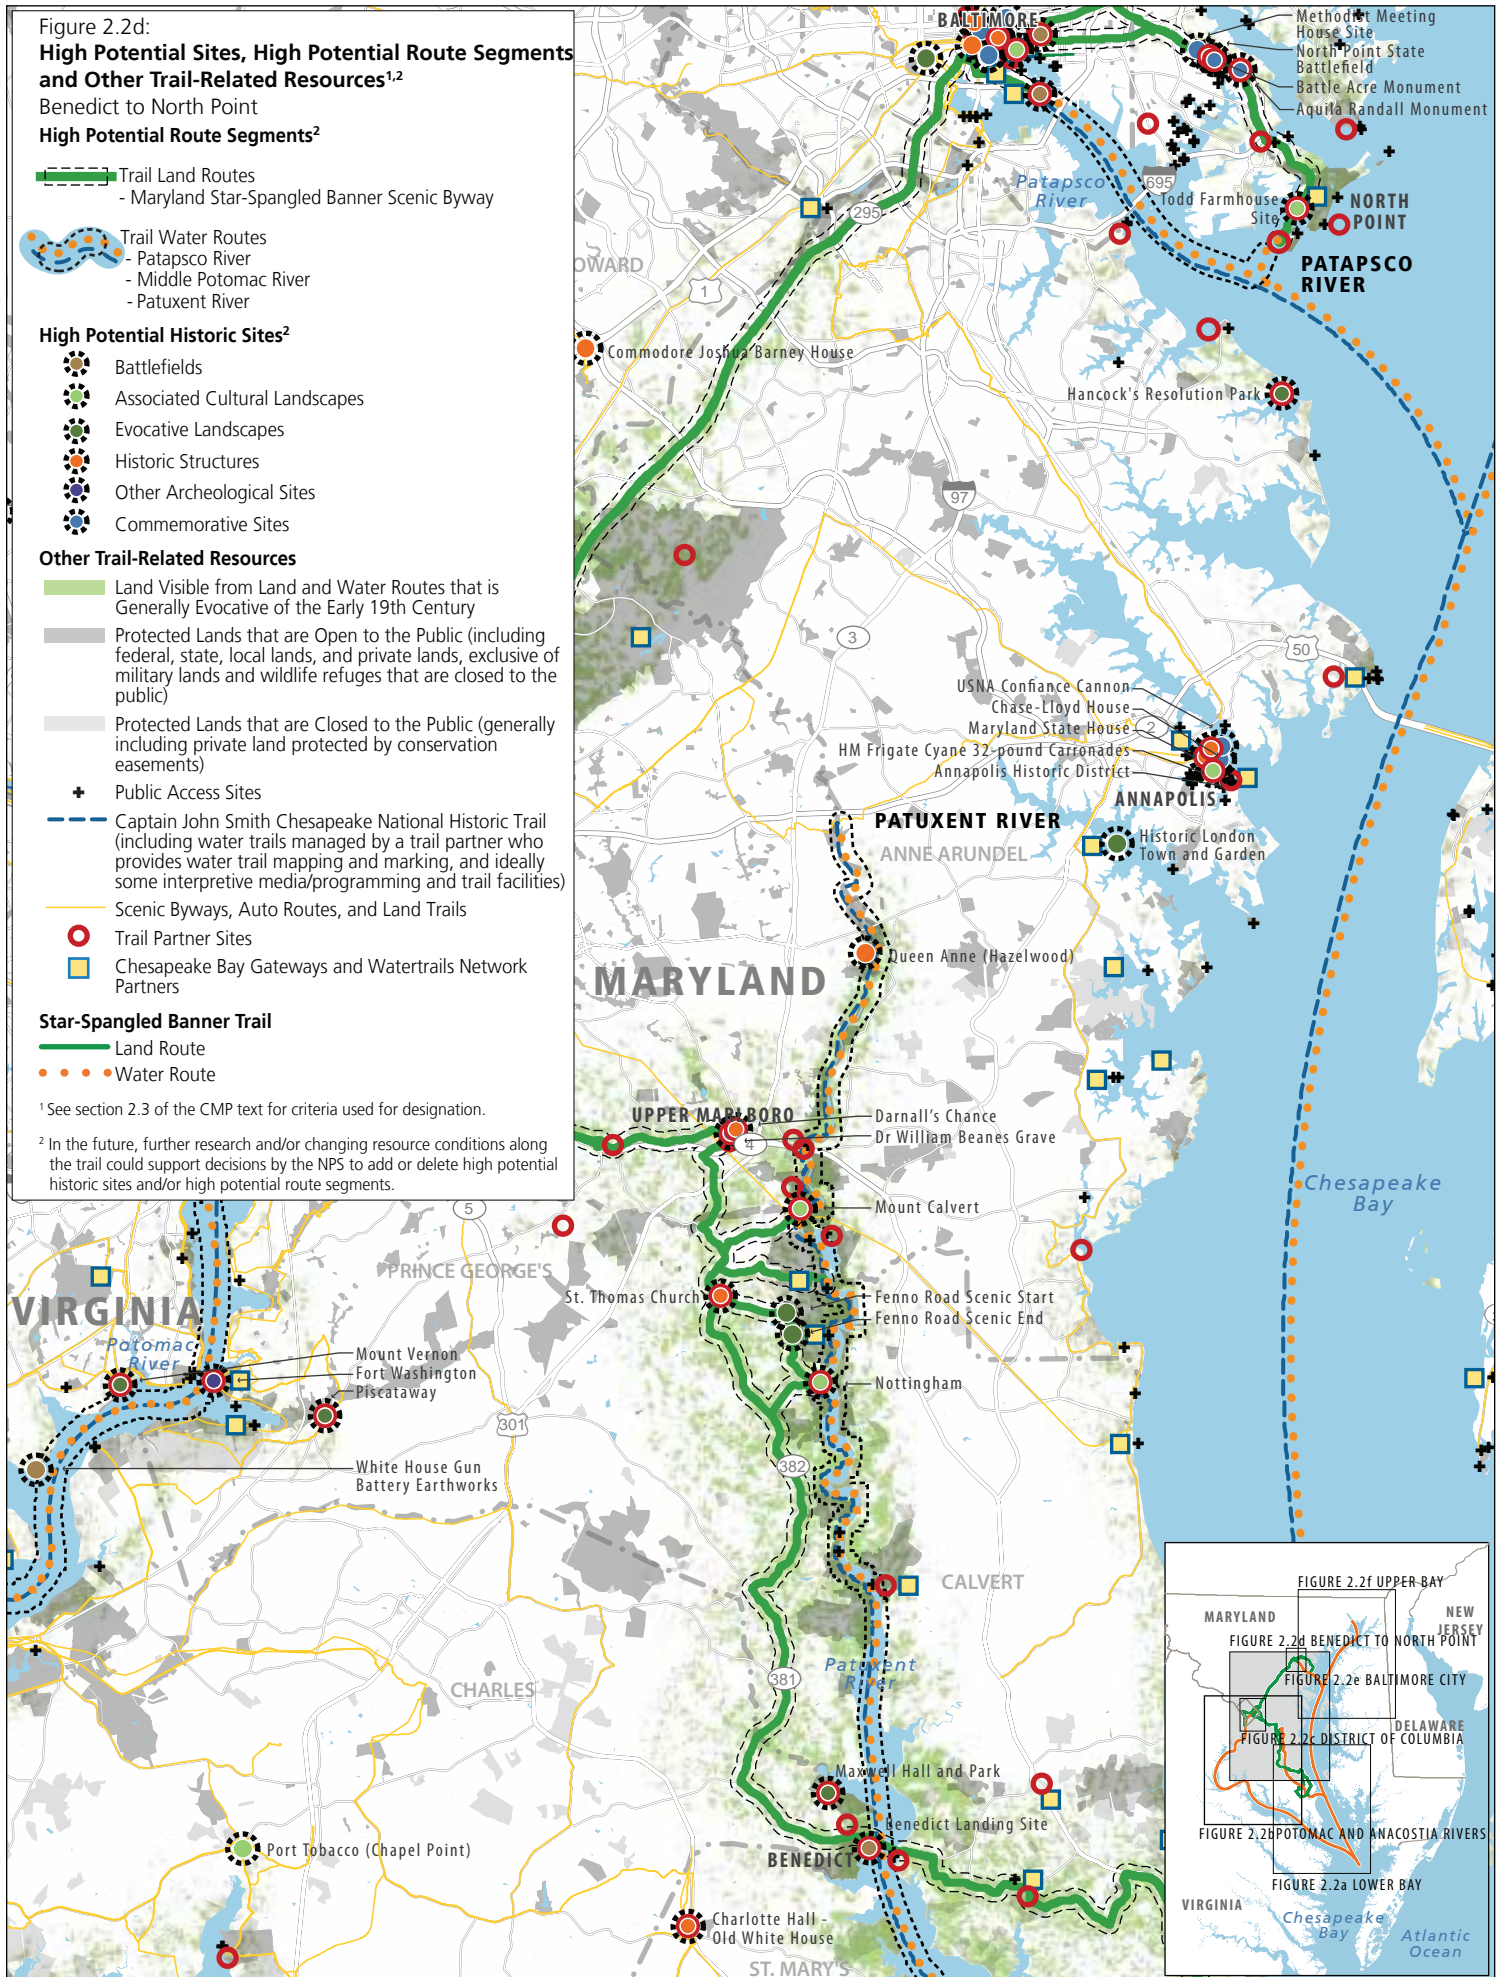 Figure 2.2d:
High Potential Sites, High Potential Route Segments
and Other Trail-Related Resources1,2
Benedict to North Point
High Potential Route Segments2
Trail Land Routes
- Maryland Star-Spangled Banner Scenic Byway
Trail Water Routes
- Patapsco River
- Middle Potomac River
- Patuxent River
High Potential Historic Sites2
Battlefields
Associated Cultural Landscapes
Evocative Landscapes
Historic Structures
Other Archeological Sites
Commemorative Sites
Other Trail-Related Resources
Land Visible from Land and Water Routes that is
Generally Evocative of the Early 19th Century
Protected Lands that are Open to the Public (including
federal, state, local lands, and private lands, exclusive of
military lands and wildlife refuges that are closed to the
public)
Protected Lands that are Closed to the Public (generally
including private land protected by conservation
easements)
Public Access Sites
Captain John Smith Chesapeake National Historic Trail
(including water trails managed by a trail partner who
provides water trail mapping and marking, and ideally
some interpretive media/programming and trail facilities)
Scenic Byways, Auto Routes, and Land Trails
Trail Partner Sites
Chesapeake Bay Gateways and Watertrails Network
Partners
Star-Spangled Banner Trail
Land Route
Water Route
1 See section 2.3 of the CMP text for criteria used for designation.
2 In the future, further research and/or changing resource conditions along
the trail could support decisions by the NPS to add or delete high potential
historic sites and/or high potential route segments.
BALTIMORE
Methodist Meeting
House Site
North Point State
Battlefield
Battle Acre Monument
Aquila Randall Monument
Patapsco
River
695
Todd Farmhouse
Site
NORTH
POINT
PATAPSCO
RIVER
295
OWARD
1
Commodore Joshua Barney House
Hancock's Resolution Park
97
3
50
USNA Confiance Cannon
Chase-Lloyd House
Maryland State House
2
HM Frigate Cyane 32-pound Carronades
Annapolis Historic District
ANNAPOLIS
PATUXENT RIVER
ANNE ARUNDEL
Historic London
Town and Garden
Queen Anne (Hazelwood)
MARYLAND
UPPER MARLBORO
4
Darnall's Chance
Dr William Beanes Grave
Chesapeake
Bay
Mount Calvert
5
PRINCE GEORGE'S
St. Thomas Church
Fenno Road Scenic Start
Fenno Road Scenic End
VIRGINIA
Potomac
River
Mount Vernon
Fort Washington
Piscataway
Nottingham
301
382
White House Gun
Battery Earthworks
CALVERT
Patuxent
River
381
CHARLES
Maxwell Hall and Park
Benedict Landing Site
BENEDICT
Port Tobacco (Chapel Point)
Charlotte Hall -
Old White House
ST. MARY'S
FIGURE 2.2f UPPER BAY
MARYLAND
NEW
JERSEY
FIGURE 2.2d BENEDICT TO NORTH POINT
FIGURE 2.2e BALTIMORE CITY
DELAWARE
FIGURE 2.2c DISTRICT OF COLUMBIA
FIGURE 2.2b POTOMAC AND ANACOSTIA RIVERS
FIGURE 2.2a LOWER BAY
VIRGINIA
Chesapeake
Bay
Atlantic
Ocean